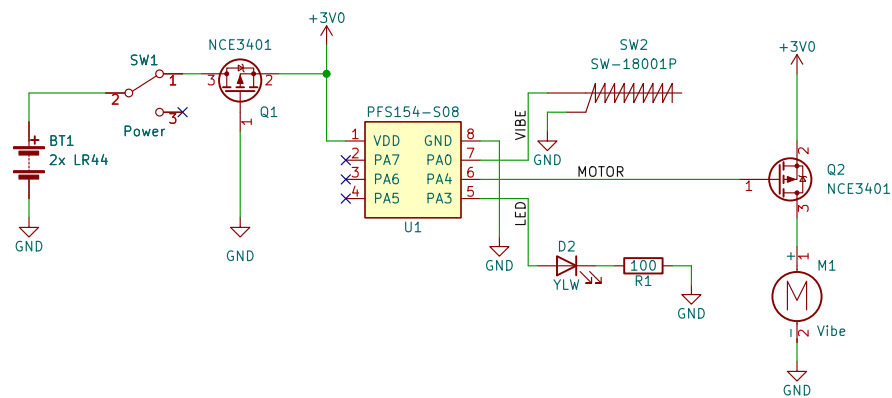 +3V0
NCE3401
SW1
1
2
3
Power
3
2
Q1
1
BT1
+
2x LR44
GND
GND
PFS154-S08
1 VDD GND 8
2 PA7 PA0 7
3 PA6 PA4 6
4 PA5 PA3 5
U1
VIBE
SW2
SW-18001P
GND
MOTOR
LED
GND
D2
YLW
100
R1
GND
+3V0
2
Q2
NCE3401
1
3
+
1
M1
M
-
2
Vibe
GND